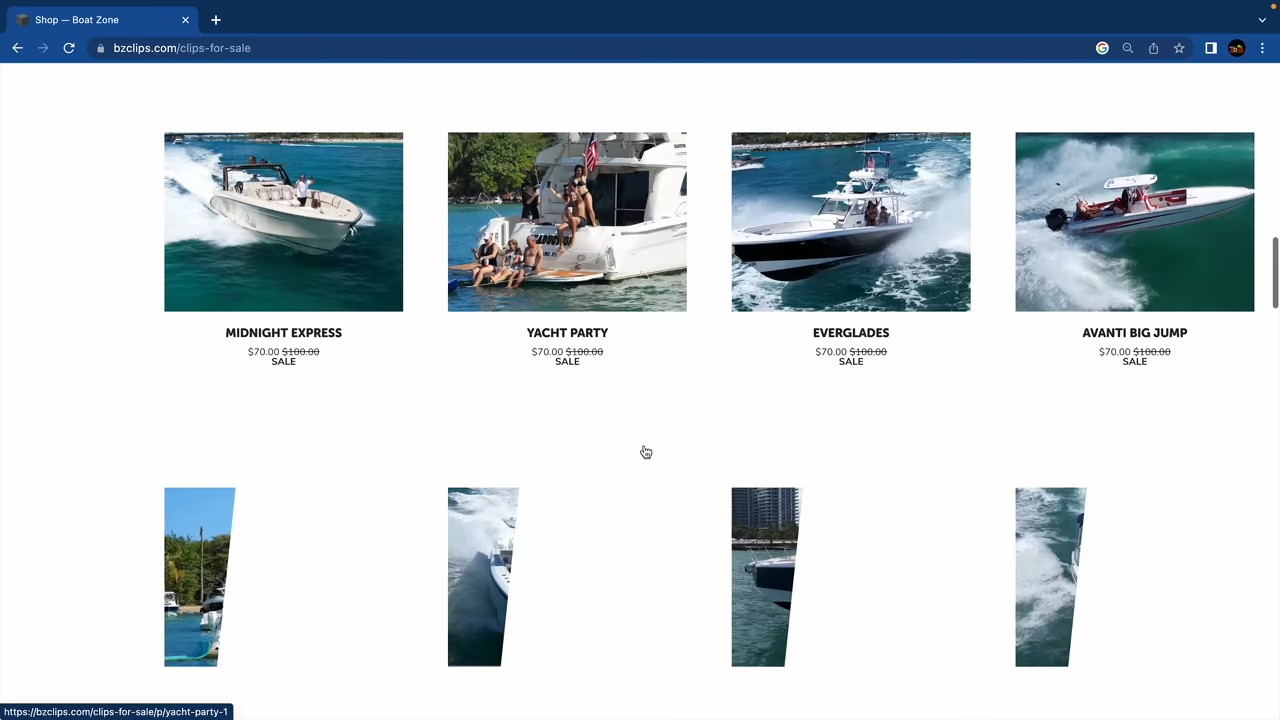 Shop — Boat Zone
bzclips.com/clips-for-sale
MIDNIGHT EXPRESS
$70.00 $100.00
SALE
YACHT PARTY
$70.00 $100.00
SALE
EVERGLADES
$70.00 $100.00
SALE
AVANTI BIG JUMP
$70.00 $100.00
SALE
https://bzclips.com/clips-for-sale/p/yacht-party-1